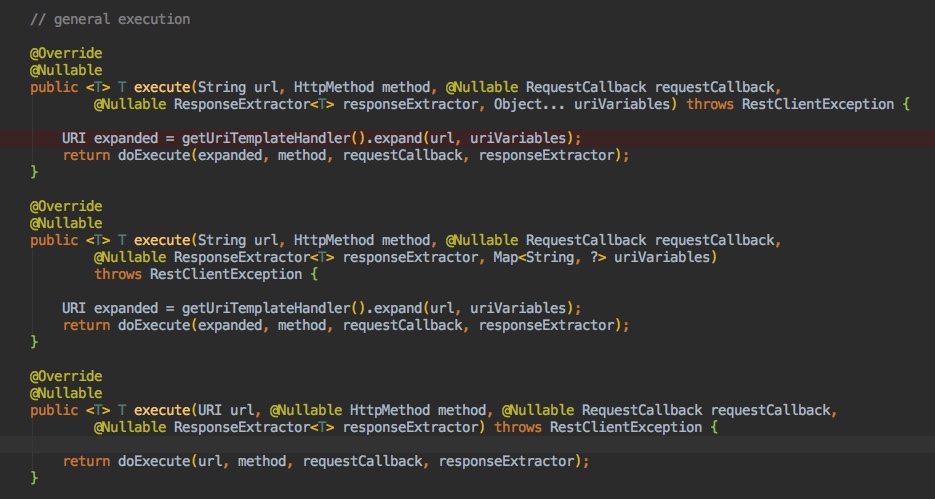 // general execution
@Override
@Nullable
public <T> T execute(String url, HttpMethod method, @Nullable RequestCallback requestCallback,
@Nullable ResponseExtractor<T> responseExtractor, Object... uriVariables) throws RestClientException {
URI expanded = getUriTemplateHandler().expand(url, uriVariables);
return doExecute(expanded, method, requestCallback, responseExtractor);
}
@Override
@Nullable
public <T> T execute(String url, HttpMethod method, @Nullable RequestCallback requestCallback,
@Nullable ResponseExtractor<T> responseExtractor, Map<String, ?> uriVariables)
throws RestClientException {
URI expanded = getUriTemplateHandler().expand(url, uriVariables);
return doExecute(expanded, method, requestCallback, responseExtractor);
}
@Override
@Nullable
public <T> T execute(URI url, @Nullable HttpMethod method, @Nullable RequestCallback requestCallback,
@Nullable ResponseExtractor<T> responseExtractor) throws RestClientException {
return doExecute(url, method, requestCallback, responseExtractor);
}